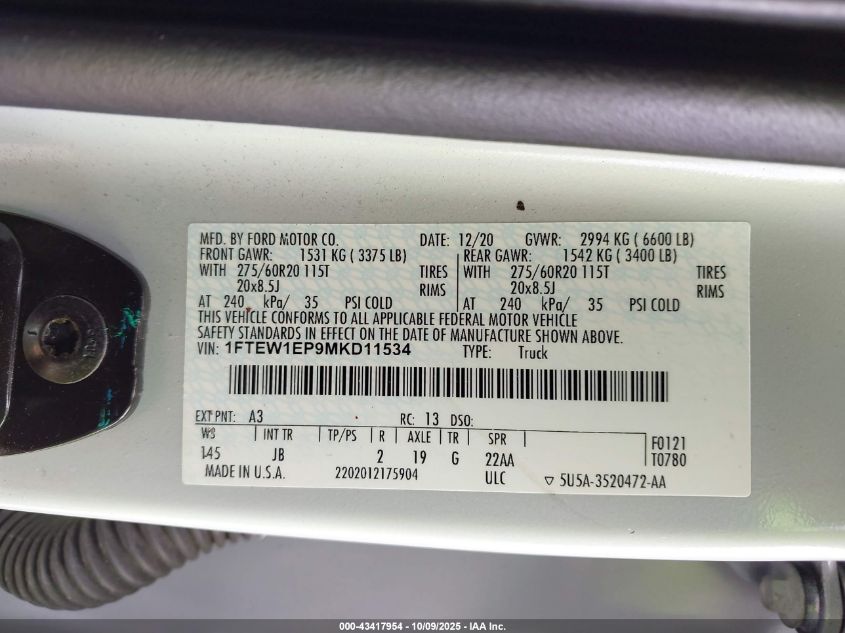 MFD. BY FORD MOTOR CO. DATE: 12/20 GVWR: 2994 KG ( 6600 LB)
FRONT GAWR: 1531 KG ( 3375 LB) REAR GAWR: 1542 KG ( 3400 LB)
WITH 275/60R20 115T TIRES WITH 275/60R20 115T TIRES
20x8.5J RIMS 20x8.5J RIMS
AT 240 kPa/ 35 PSI COLD AT 240 kPa/ 35 PSI COLD
THIS VEHICLE CONFORMS TO ALL APPLICABLE FEDERAL MOTOR VEHICLE
SAFETY STANDARDS IN EFFECT ON THE DATE OF MANUFACTURE SHOWN ABOVE.
VIN: 1FTEW1EP9MKD11534 TYPE: Truck
EXT PNT: A3 RC: 13 DSO:
WB INT TR TP/PS R AXLE TR SPR F0121
145 JB 2 19 G 22AA T0780
MADE IN U.S.A. 2202012175904 ULC ▽ 5U5A-3520472-AA
000-43417954 - 10/09/2025 - IAA Inc.